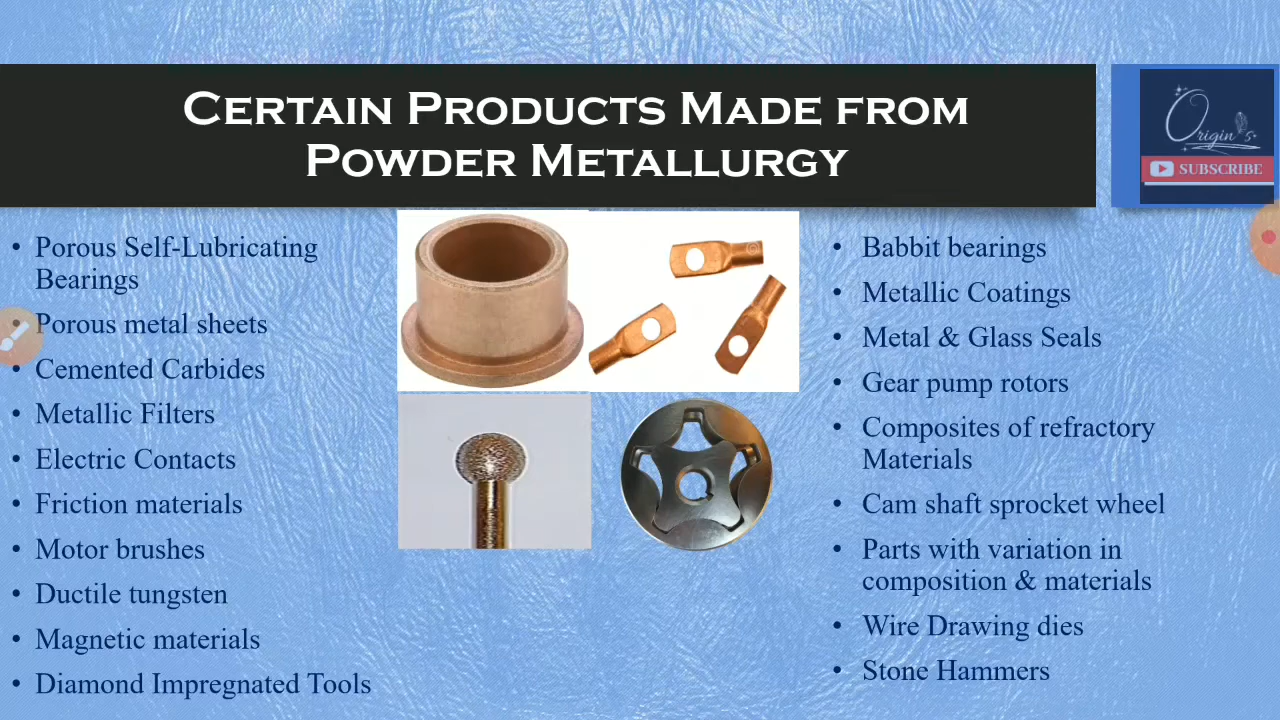 Certain Products Made from
Powder Metallurgy
Origin's
SUBSCRIBE
• Porous Self-Lubricating
Bearings
• Porous metal sheets
• Cemented Carbides
• Metallic Filters
• Electric Contacts
• Friction materials
• Motor brushes
• Ductile tungsten
• Magnetic materials
• Diamond Impregnated Tools
• Babbit bearings
• Metallic Coatings
• Metal & Glass Seals
• Gear pump rotors
• Composites of refractory
Materials
• Cam shaft sprocket wheel
• Parts with variation in
composition & materials
• Wire Drawing dies
• Stone Hammers